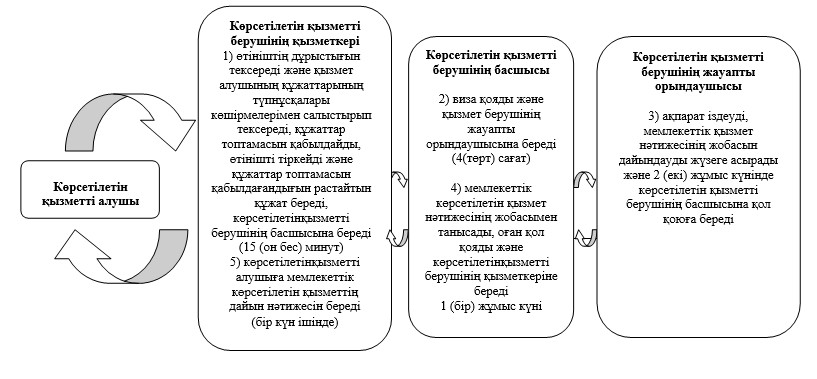 Көрсетілетін
қызметті алушы
Көрсетілетін қызметті
берушінің қызметкері
1) өтініштің дұрыстығын
тексереді және қызмет
алушының құжаттарының
түпнұсқалары
көшірмелерімен салыстырып
тексереді, құжаттар
топтамасын қабылдайды,
өтінішті тіркейді және
құжаттар топтамасын
қабылдағандығын растайтын
құжат береді,
көрсетілетінқызметті
берушінің басшысына береді
(15 (он бес) минут)
5) көрсетілетінқызметті
алушыға мемлекеттік
көрсетілетін қызметтің
дайын нәтижесін береді
(бір күн ішінде)
Көрсетілетін қызметті
берушінің басшысы
2) виза қояды және
қызмет берушінің
жауапты
орындаушысына береді
(4(төрт) сағат)
4) мемлекеттік
көрсетілетін қызмет
нәтижесінің жобасымен
танысады, оған қол
қояды және
көрсетілетінқызметті
берушінің қызметкеріне
береді
1 (бір) жұмыс күні
Көрсетілетін қызметті
берушінің жауапты
орындаушысы
3) ақпарат іздеуді,
мемлекеттік қызмет
нәтижесінің жобасын
дайындауды жүзеге асырады
және 2 (екі) жұмыс күнінде
көрсетілетін қызметті
берушінің басшысына қол
қоюға береді